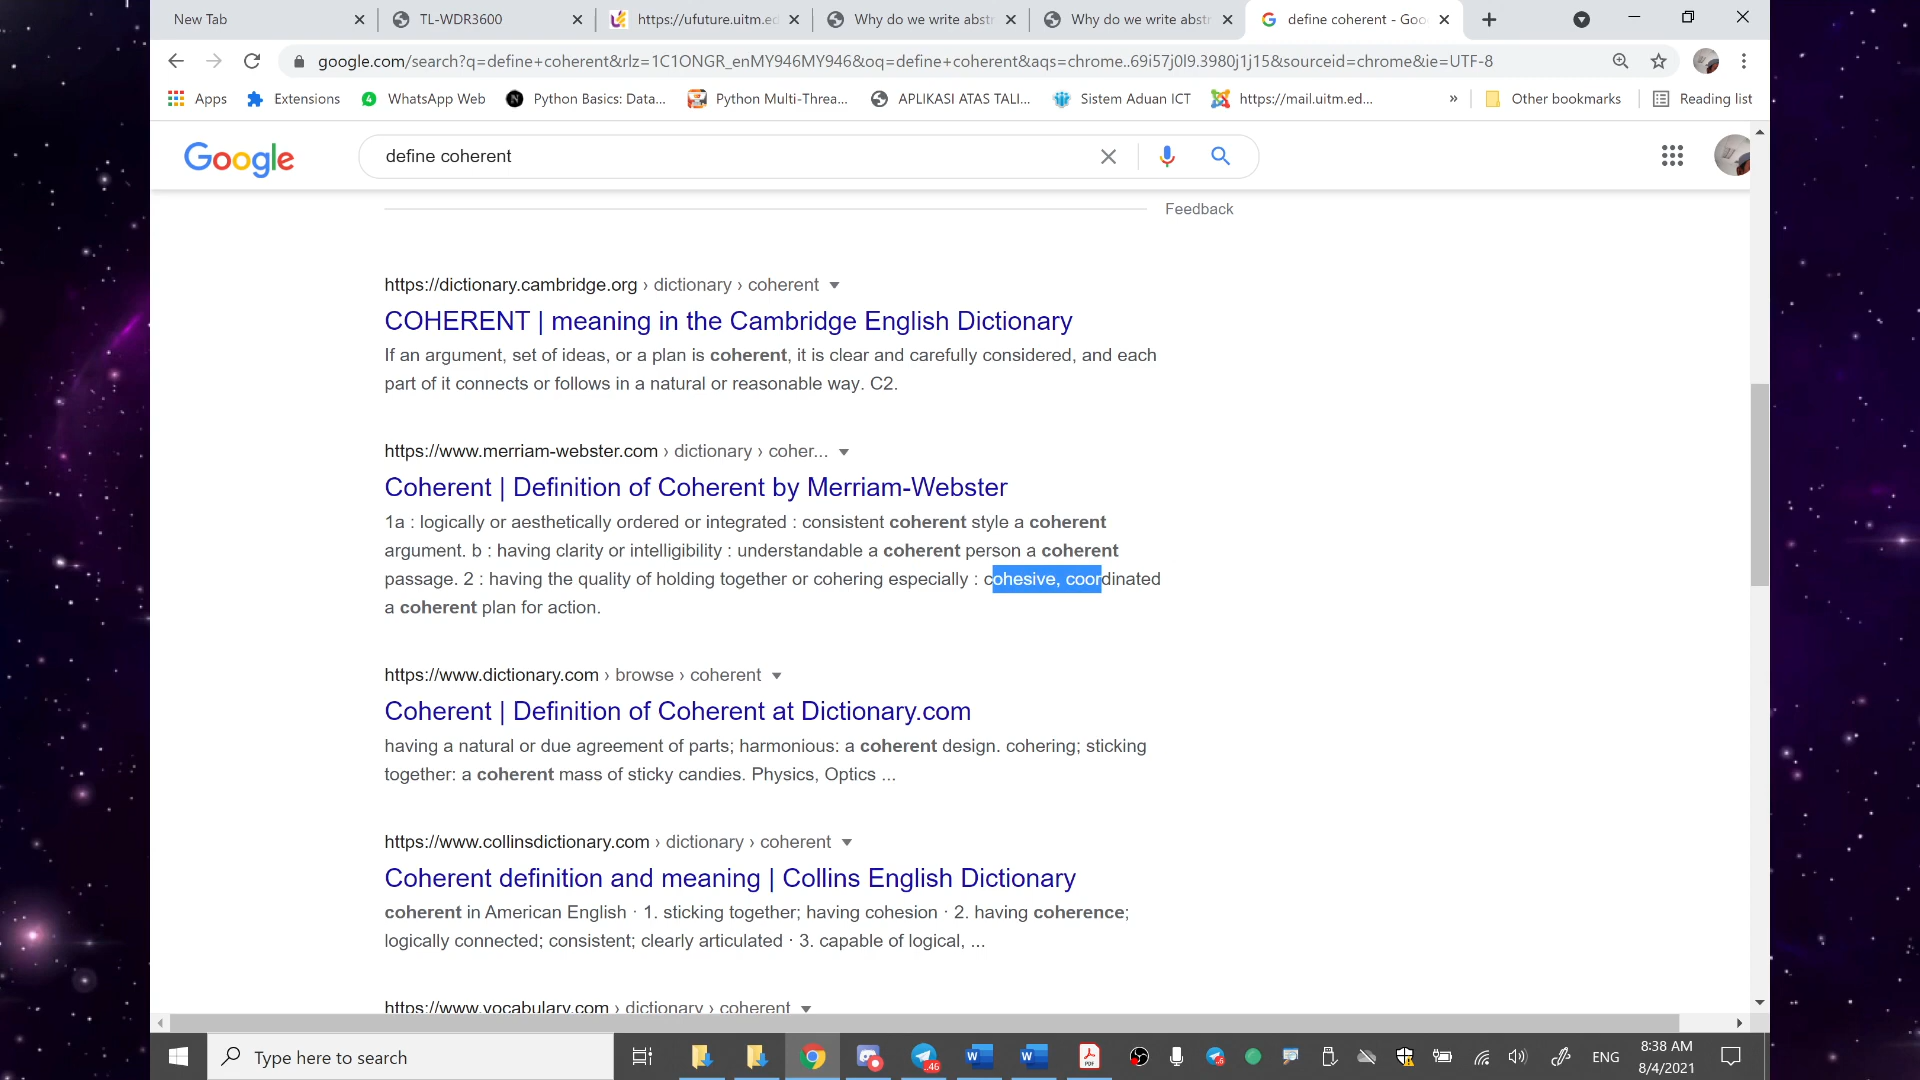 New Tab
TL-WDR3600
https://ufuture.uitm.ed
Why do we write abstr
Why do we write abstr
define coherent - Goo
google.com/search?q=define+coherent&rlz=1C1ONGR_enMY946MY946&oq=define+coherent&aqs=chrome..69i57j0l9.3980j1j15&sourceid=chrome&ie=UTF-8
Apps
Extensions
WhatsApp Web
Python Basics: Data...
Python Multi-Threa...
APLIKASI ATAS TALI...
Sistem Aduan ICT
https://mail.uitm.ed...
»
Other bookmarks
Reading list
Google
define coherent
Feedback
https://dictionary.cambridge.org › dictionary › coherent
COHERENT | meaning in the Cambridge English Dictionary
If an argument, set of ideas, or a plan is coherent, it is clear and carefully considered, and each
part of it connects or follows in a natural or reasonable way. C2.
https://www.merriam-webster.com › dictionary › coher...
Coherent | Definition of Coherent by Merriam-Webster
1a : logically or aesthetically ordered or integrated : consistent coherent style a coherent
argument. b : having clarity or intelligibility : understandable a coherent person a coherent
passage. 2 : having the quality of holding together or cohering especially : cohesive, coordinated
a coherent plan for action.
https://www.dictionary.com › browse › coherent
Coherent | Definition of Coherent at Dictionary.com
having a natural or due agreement of parts; harmonious: a coherent design. cohering; sticking
together: a coherent mass of sticky candies. Physics, Optics ...
https://www.collinsdictionary.com › dictionary › coherent
Coherent definition and meaning | Collins English Dictionary
coherent in American English · 1. sticking together; having cohesion · 2. having coherence;
logically connected; consistent; clearly articulated · 3. capable of logical, ...
https://www.vocabulary.com › dictionary › coherent
Type here to search
ENG
8:38 AM
8/4/2021